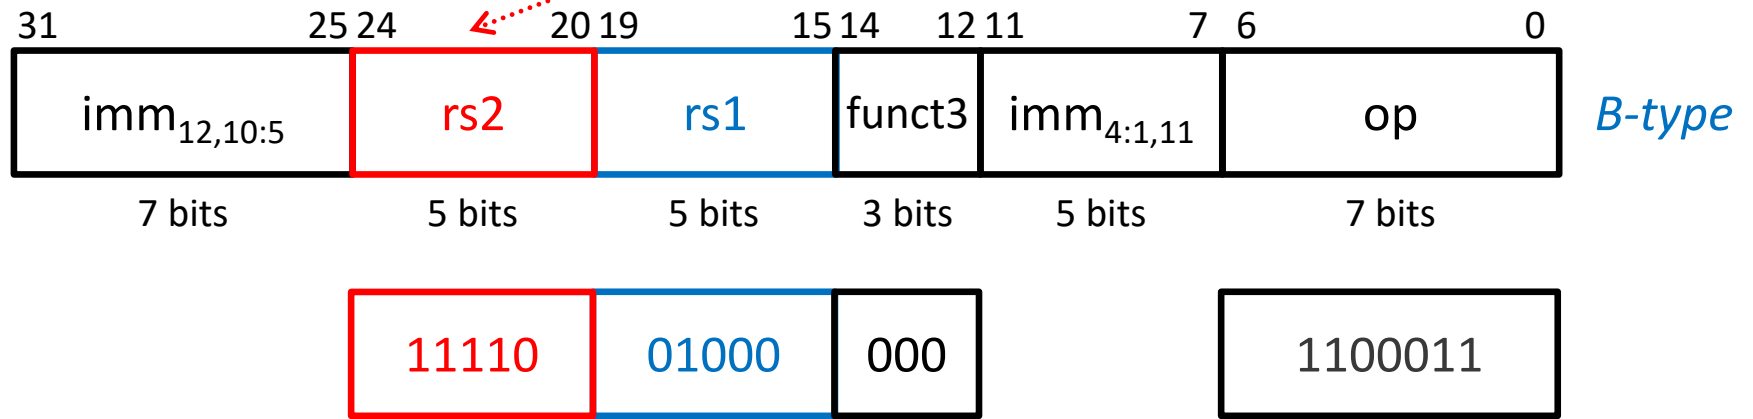 31 25 24 20 19 15 14 12 11 7 6 0
imm12,10:5 rs2 rs1 funct3 imm4:1,11 op B-type
7 bits 5 bits 5 bits 3 bits 5 bits 7 bits
11110 01000 000 1100011